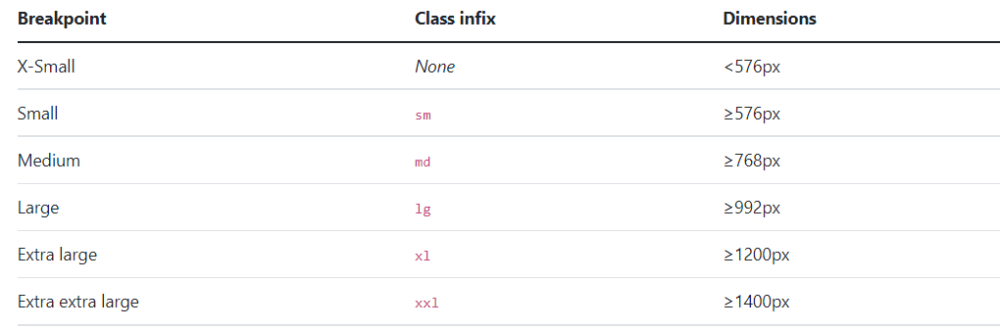 Breakpoint Class infix Dimensions
X-Small None <576px
Small sm ≥576px
Medium md ≥768px
Large lg ≥992px
Extra large xl ≥1200px
Extra extra large xxl ≥1400px